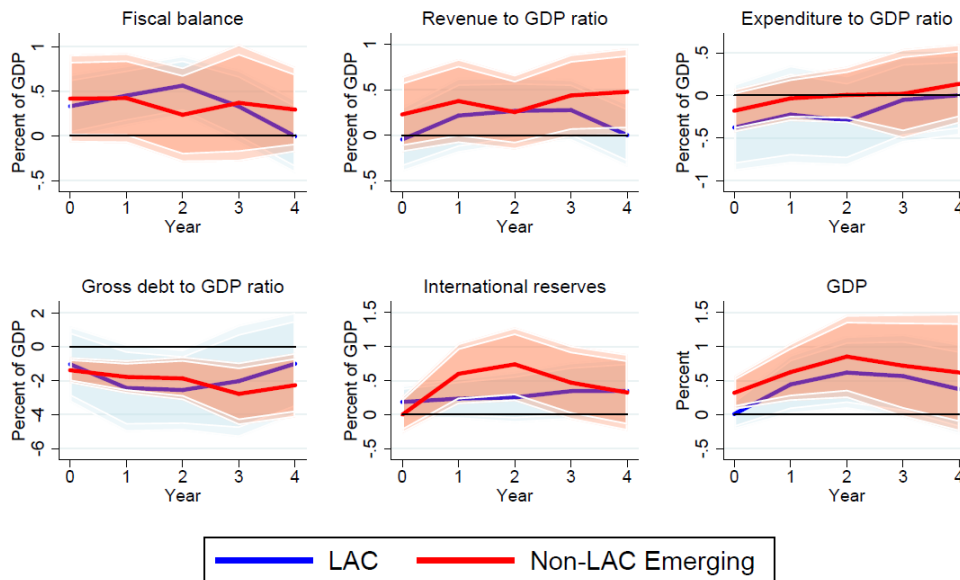 Fiscal balance
Percent of GDP
1
.5
0
-.5
0 1 2 3 4
Year
Revenue to GDP ratio
Percent of GDP
1
.5
0
-.5
0 1 2 3 4
Year
Expenditure to GDP ratio
Percent of GDP
.5
0
-.5
-1
0 1 2 3 4
Year
Gross debt to GDP ratio
Percent of GDP
2
0
-2
-4
-6
0 1 2 3 4
Year
International reserves
Percent of GDP
1.5
1
.5
0
-.5
0 1 2 3 4
Year
GDP
Percent
1.5
1
.5
0
-.5
0 1 2 3 4
Year
LAC Non-LAC Emerging